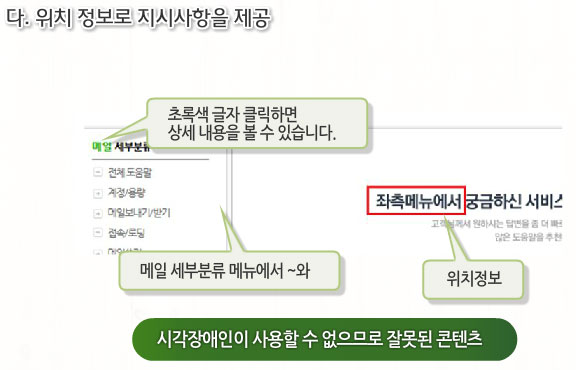 다. 위치 정보로 지시사항을 제공
초록색 글자 클릭하면
상세 내용을 볼 수 있습니다.
메일 세부분류
전체 도움말
계정/용량
메일보내기/받기
접속/로딩
좌측메뉴에서 궁금하신 서비스
고객님께서 원하시는 답변을 좀 더 빠르
많은 도움말을 추천
메일 세부분류 메뉴에서 ~와
위치정보
시각장애인이 사용할 수 없으므로 잘못된 콘텐츠